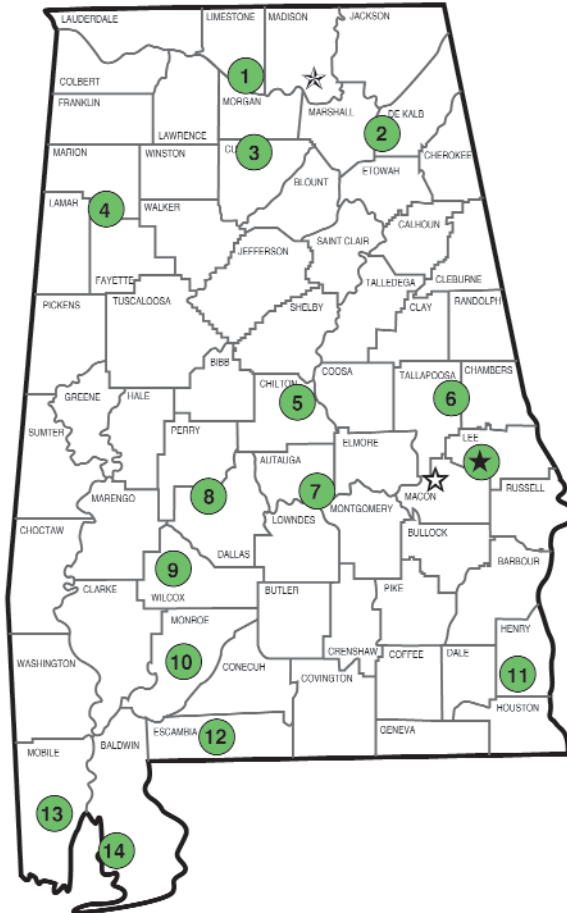 LAUDERDALE
LIMESTONE
MADISON
JACKSON
COLBERT
1
FRANKLIN
MORGAN
MARSHALL
DE KALB
2
LAWRENCE
MARION
WINSTON
CU
3
ETOWAH
CHEROKEE
BLOUNT
LAMAR
4
WALKER
CALHOUN
SAINT CLAIR
JEFFERSON
FAYETTE
TALLEDEGA
CLEBURNE
PICKENS
TUSCALOOSA
SHELBY
CLAY
RANDOLPH
BIBB
GREENE
HALE
CHILTON
5
COOSA
TALLAPOOSA
CHAMBERS
6
SUMTER
PERRY
AUTAUGA
ELMORE
LEE
MARENGO
8
7
MACON
RUSSELL
LOWNDES
MONTGOMERY
CHOCTAW
DALLAS
BULLOCK
9
BARBOUR
CLARKE
WILCOX
BUTLER
PIKE
MONROE
HENRY
WASHINGTON
10
CONECUH
CRENSHAW
COFFEE
DALE
11
COVINGTON
HOUSTON
ESCAMBIA
12
GENEVA
MOBILE
BALDWIN
13
14